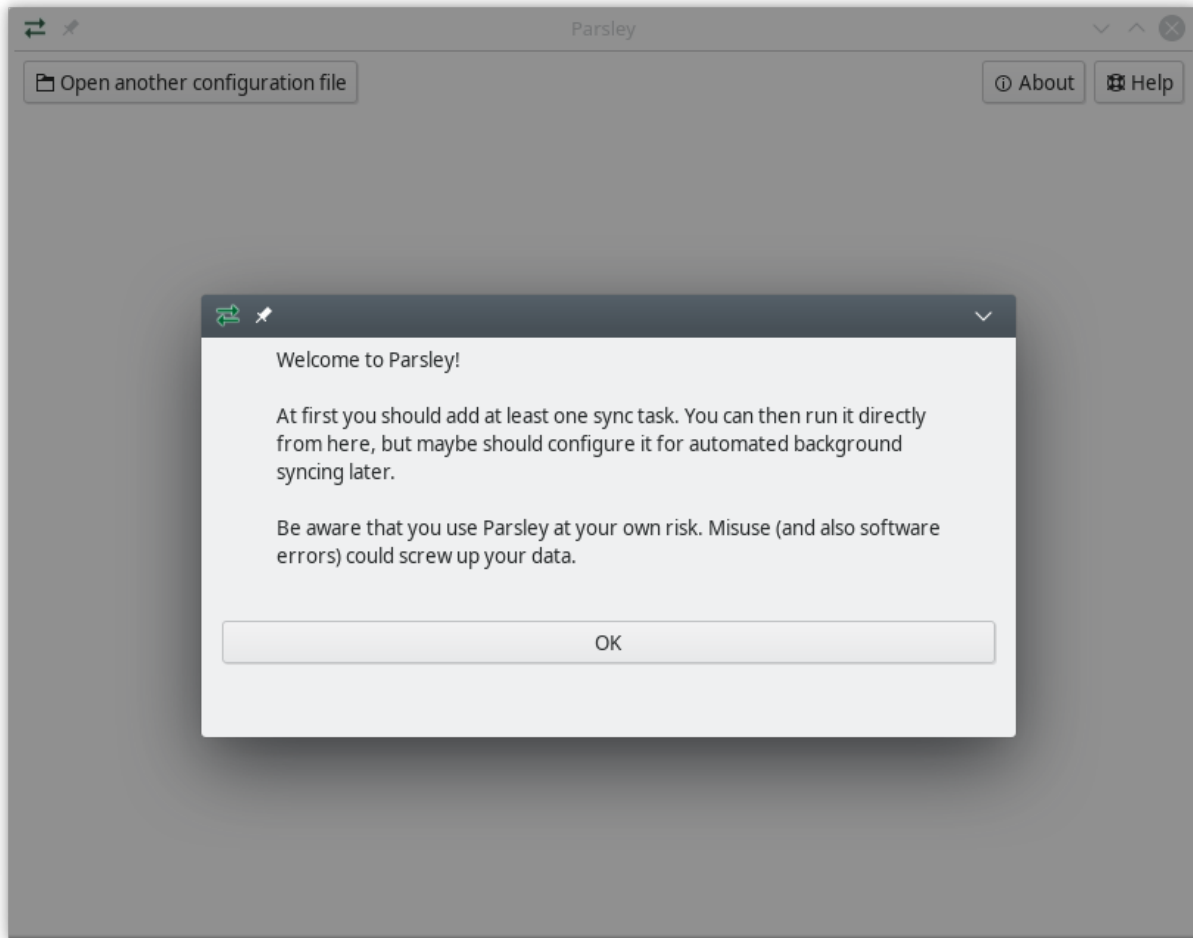 Parsley
Open another configuration file
About
Help
Welcome to Parsley!
At first you should add at least one sync task. You can then run it directly
from here, but maybe should configure it for automated background
syncing later.
Be aware that you use Parsley at your own risk. Misuse (and also software
errors) could screw up your data.
OK